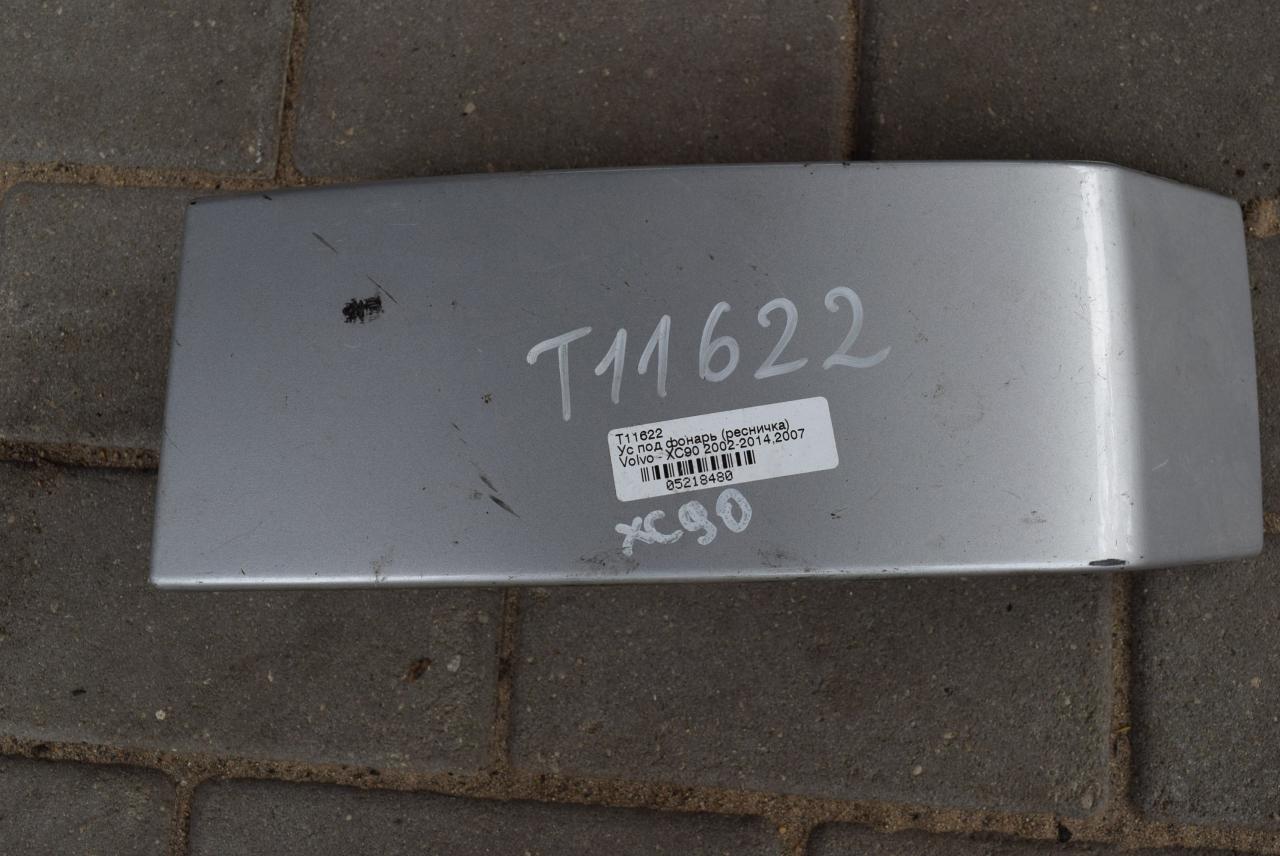 T11622
T11622
Ус под фонарь (ресничка)
Volvo - XC90 2002-2014,2007
05218480
XC90